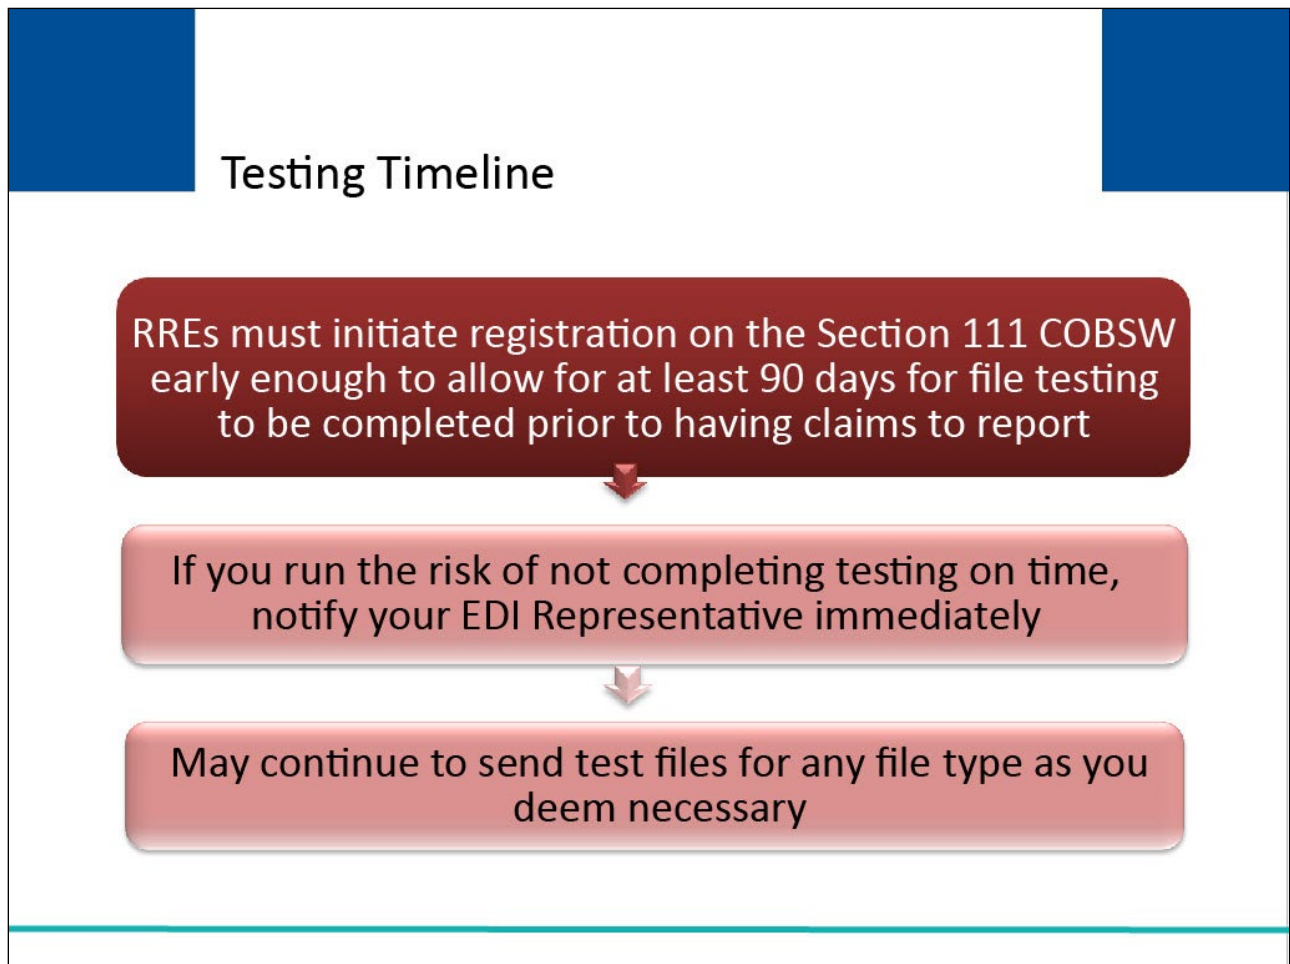 Testing Timeline
RREs must initiate registration on the Section 111 COBSW
early enough to allow for at least 90 days for file testing
to be completed prior to having claims to report
If you run the risk of not completing testing on time,
notify your EDI Representative immediately
May continue to send test files for any file type as you
deem necessary